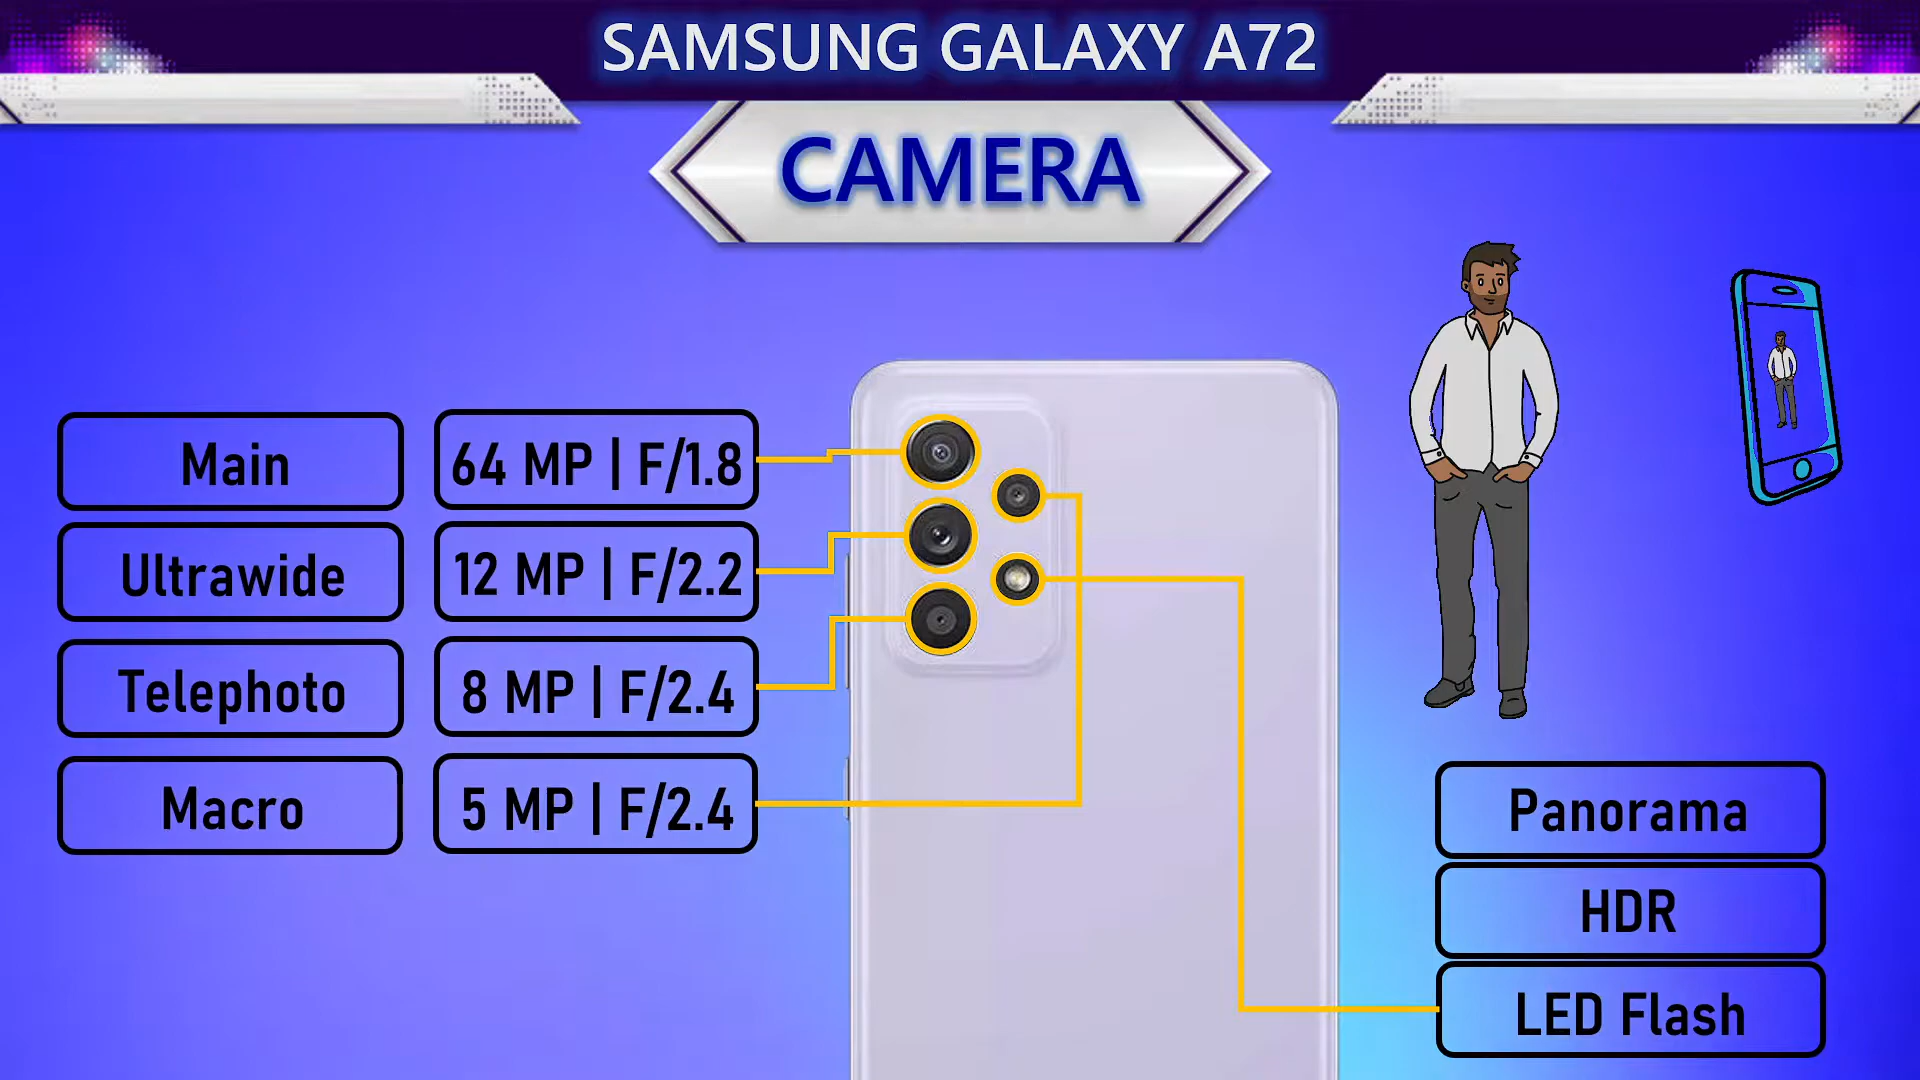 SAMSUNG GALAXY A72
CAMERA
Main
64 MP | F/1.8
Ultrawide
12 MP | F/2.2
Telephoto
8 MP | F/2.4
Macro
5 MP | F/2.4
Panorama
HDR
LED Flash